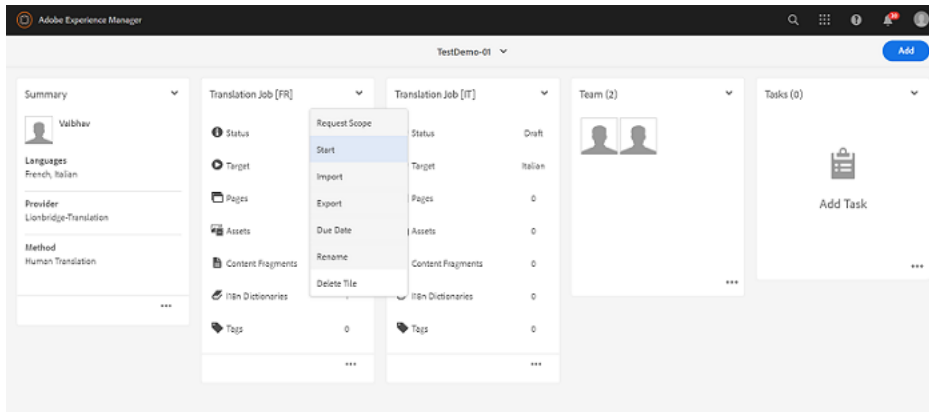 Adobe Experience Manager
TestDemo-01
Add
Summary
Vaibhav
Languages
French, Italian
Provider
Lionbridge-Translation
Method
Human Translation
Translation Job [FR]
Status
Target
Pages
Assets
Content Fragments
I18n Dictionaries
Tags 0
Request Scope
Start
Import
Export
Due Date
Rename
Delete Tile
Translation Job [IT]
Status Draft
Target Italian
Pages 0
Assets 0
Content Fragments 0
I18n Dictionaries 0
Tags 0
Team (2)
Tasks (0)
Add Task